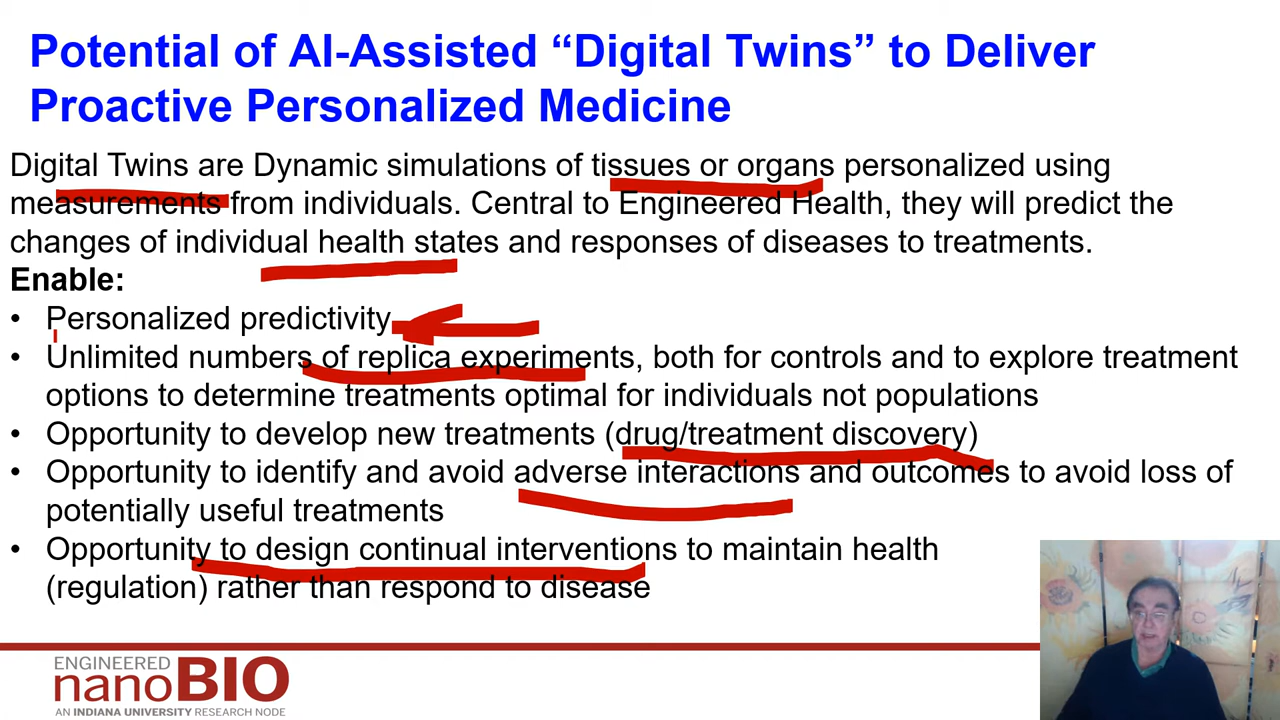 Potential of AI-Assisted “Digital Twins” to Deliver
Proactive Personalized Medicine
Digital Twins are Dynamic simulations of tissues or organs personalized using
measurements from individuals. Central to Engineered Health, they will predict the
changes of individual health states and responses of diseases to treatments.
Enable:
• Personalized predictivity
• Unlimited numbers of replica experiments, both for controls and to explore treatment
options to determine treatments optimal for individuals not populations
• Opportunity to develop new treatments (drug/treatment discovery)
• Opportunity to identify and avoid adverse interactions and outcomes to avoid loss of
potentially useful treatments
• Opportunity to design continual interventions to maintain health
(regulation) rather than respond to disease
ENGINEERED
nanoBIO
AN INDIANA UNIVERSITY RESEARCH NODE